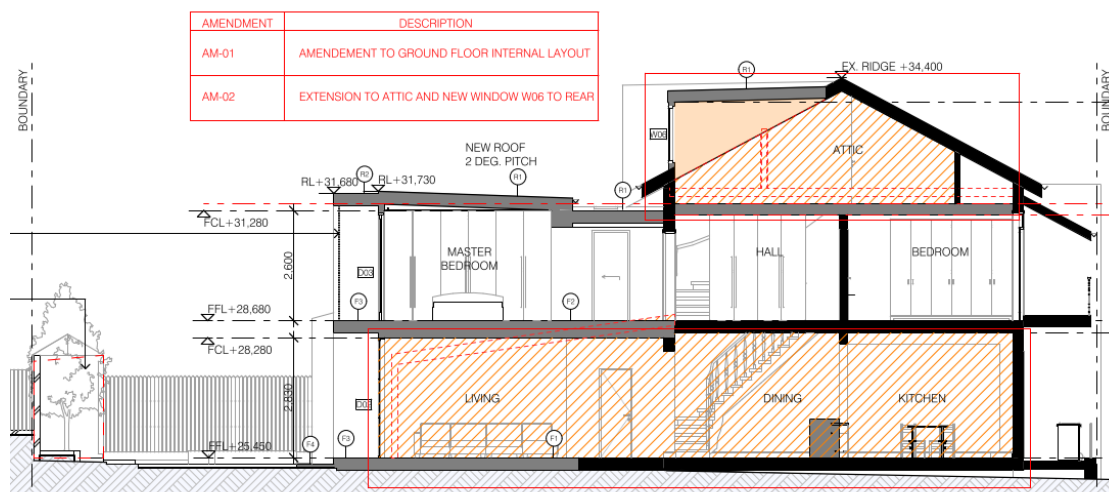 AMENDMENT DESCRIPTION
AM-01 AMENDEMENT TO GROUND FLOOR INTERNAL LAYOUT
AM-02 EXTENSION TO ATTIC AND NEW WINDOW W06 TO REAR
BOUNDARY
BOUNDARY
R1
EX. RIDGE +34,400
W06
ATTIC
NEW ROOF
2 DEG. PITCH
RL+31,680
R2
RL+31,730
R1
R1
FCL+31,280
2.600
MASTER
BEDROOM
HALL
BEDROOM
D03
FFL+28,680
F3
F2
FCL+28,280
2.830
LIVING
DINING
KITCHEN
FFL+25,450
F4
F3
F1